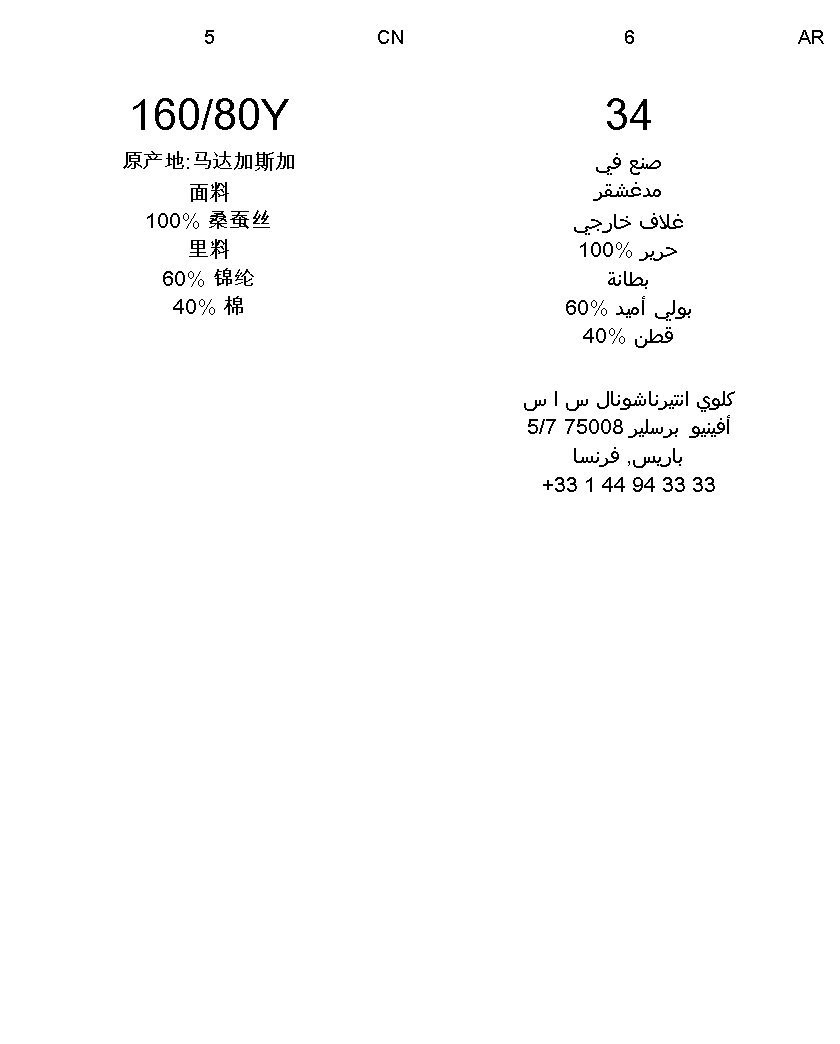 5 CN
160/80Y
原产地:马达加斯加
面料
100% 桑蚕丝
里料
60% 锦纶
40% 棉
6 AR
34
صنع في
مدغشقر
غلاف خارجي
100% حرير
بطانة
60% بولي أميد
40% قطن
كلوي انتيرناشونال س ا س
5/7 75008 أفينيو برسلير
باريس, فرنسا
+33 1 44 94 33 33